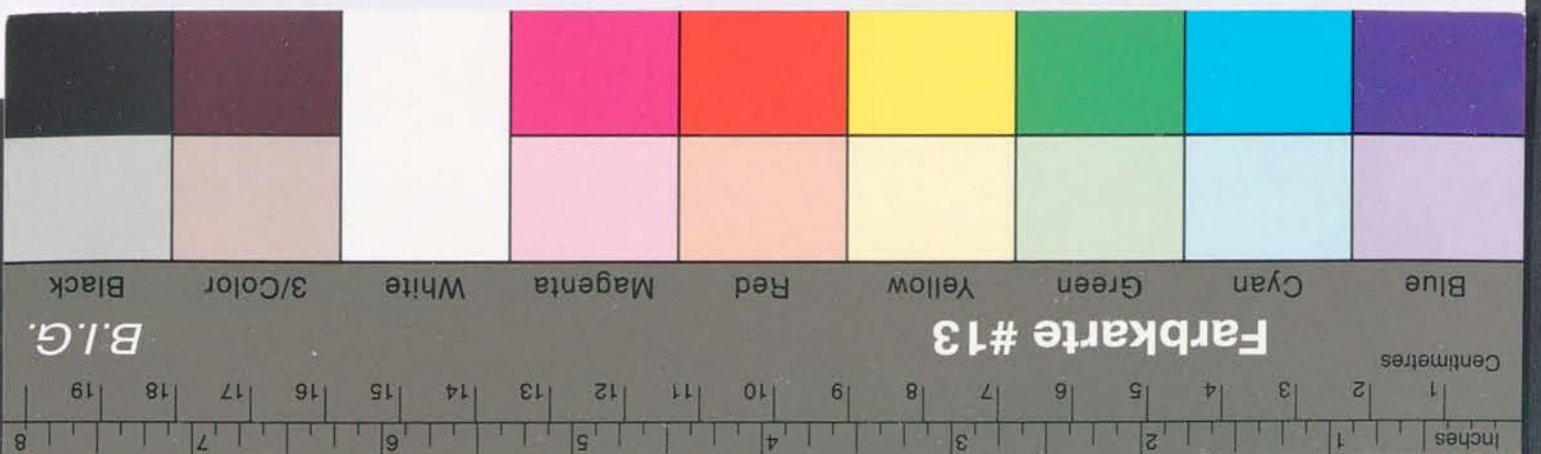 Inches 1 2 3 4 5 6 7 8
Centimetres 1 2 3 4 5 6 7 8 9 10 11 12 13 14 15 16 17 18 19
Farbkarte #13 B.I.G.
Blue Cyan Green Yellow Red Magenta White 3/Color Black